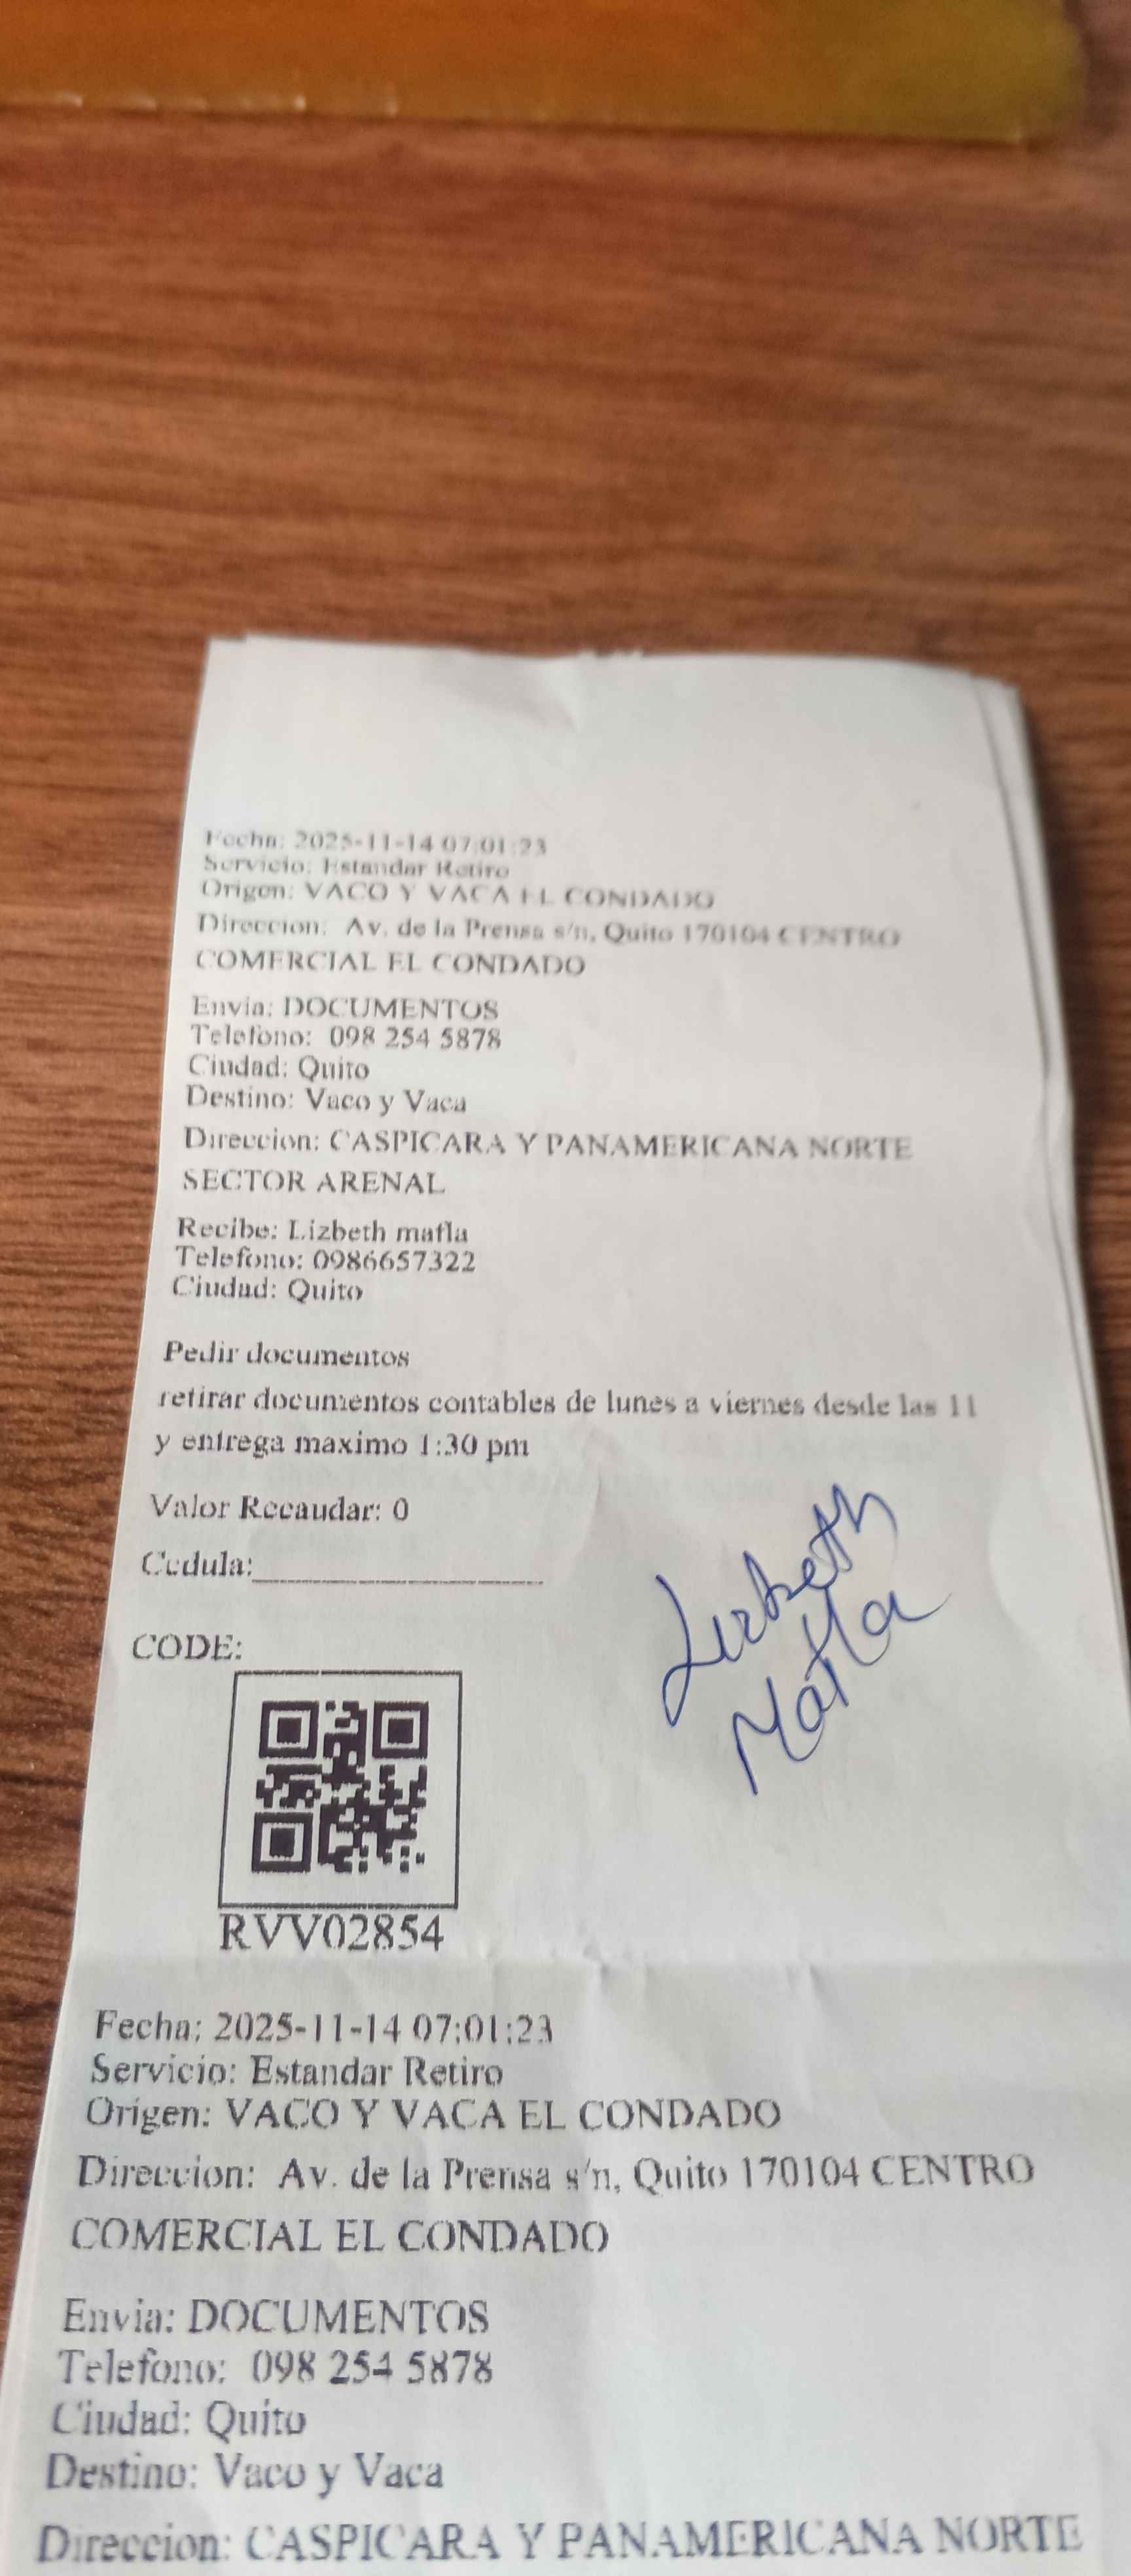 Fecha: 2025-11-14 07:01:23
Servicio: Estandar Retiro
Origen: VACO Y VACA EL CONDADO
Direccion: Av. de la Prensa s/n, Quito 170104 CENTRO
COMERCIAL EL CONDADO
Envia: DOCUMENTOS
Telefono: 098 254 5878
Ciudad: Quito
Destino: Vaco y Vaca
Direccion: CASPICARA Y PANAMERICANA NORTE
SECTOR ARENAL
Recibe: Lizbeth mafla
Telefono: 0986657322
Ciudad: Quito
Pedir documentos
retirar documentos contables de lunes a viernes desde las 11
y entrega maximo 1:30 pm
Valor Recaudar: 0
Cedula:
Lizbeth
Mafla
CODE:
RVV02854
Fecha: 2025-11-14 07:01:23
Servicio: Estandar Retiro
Origen: VACO Y VACA EL CONDADO
Direccion: Av. de la Prensa s/n, Quito 170104 CENTRO
COMERCIAL EL CONDADO
Envia: DOCUMENTOS
Telefono: 098 254 5878
Ciudad: Quito
Destino: Vaco y Vaca
Direccion: CASPICARA Y PANAMERICANA NORTE